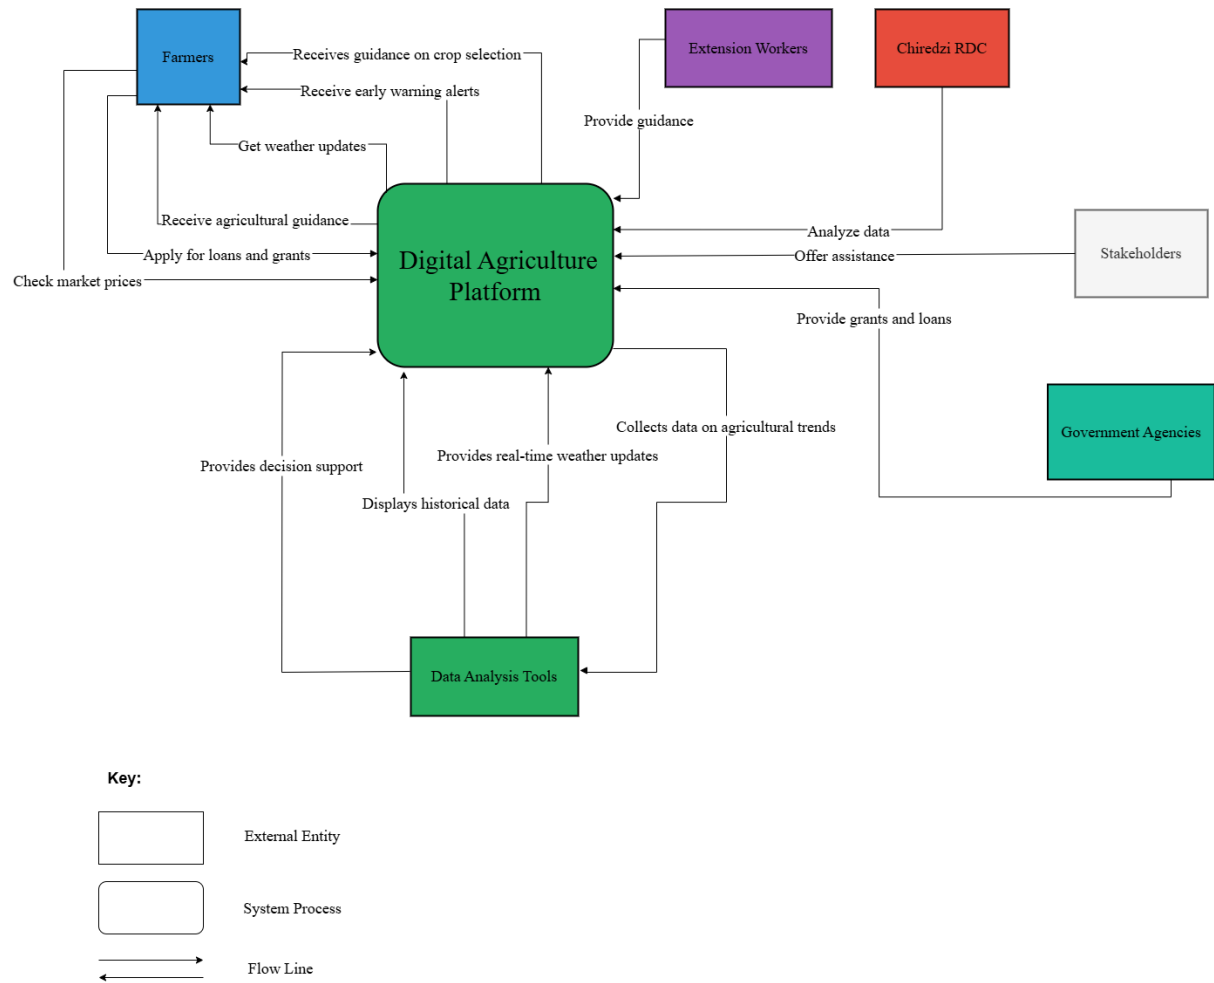 Farmers
Extension Workers
Chiredzi RDC
Receives guidance on crop selection
Receive early warning alerts
Provide guidance
Get weather updates
Receive agricultural guidance
Analyze data
Apply for loans and grants
Offer assistance
Stakeholders
Check market prices
Digital Agriculture
Platform
Provide grants and loans
Collects data on agricultural trends
Government Agencies
Provides real-time weather updates
Provides decision support
Displays historical data
Data Analysis Tools
Key:
External Entity
System Process
Flow Line